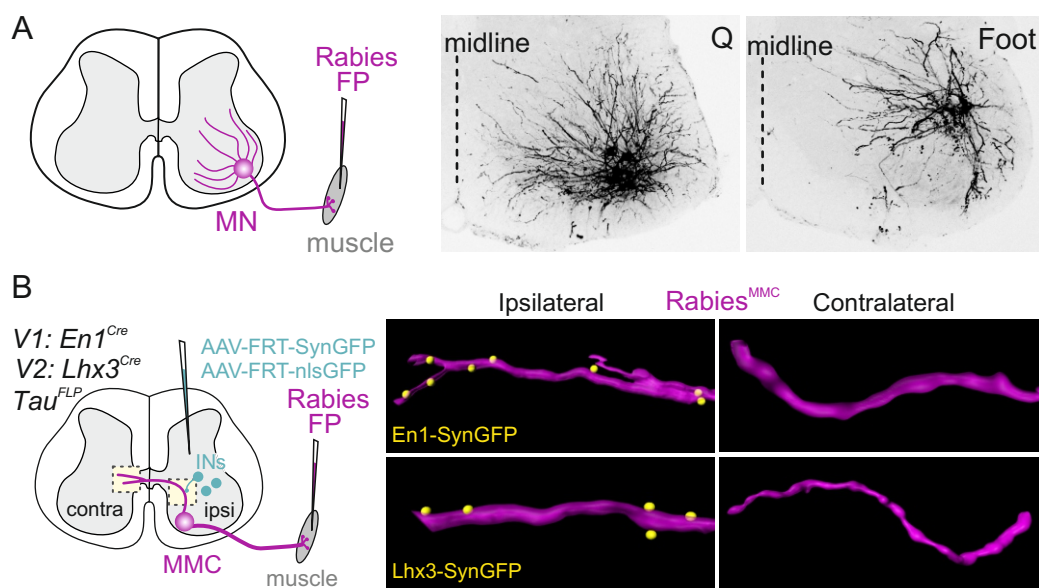 A
Rabies
FP
MN
muscle
midline
Q
midline
Foot
B
V1: En1Cre
V2: Lhx3Cre
TauFLP
AAV-FRT-SynGFP
AAV-FRT-nlsGFP
Rabies
FP
INs
contra
ipsi
MMC
muscle
Ipsilateral
RabiesMMC
Contralateral
En1-SynGFP
Lhx3-SynGFP